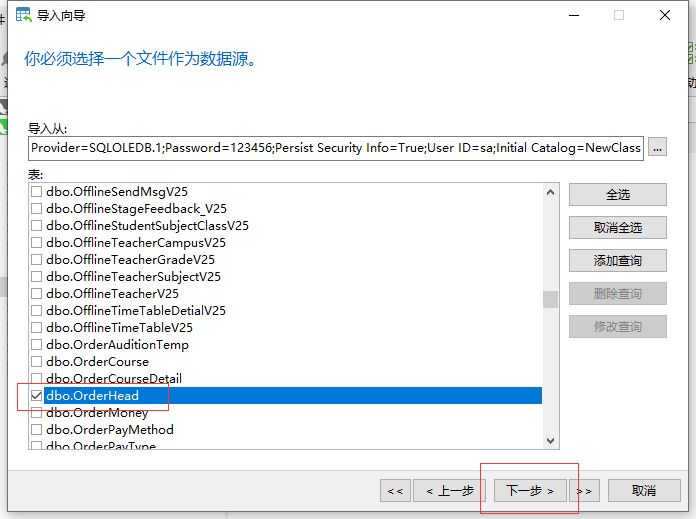 导入向导
你必须选择一个文件作为数据源。
导入从:
Provider=SQLOLEDB.1;Password=123456;Persist Security Info=True;User ID=sa;Initial Catalog=NewClass
...
表:
dbo.OfflineSendMsgV25
dbo.OfflineStageFeedback_V25
dbo.OfflineStudentSubjectClassV25
dbo.OfflineTeacherCampusV25
dbo.OfflineTeacherGradeV25
dbo.OfflineTeacherSubjectV25
dbo.OfflineTeacherV25
dbo.OfflineTimeTableDetialV25
dbo.OfflineTimeTableV25
dbo.OrderAuditionTemp
dbo.OrderCourse
dbo.OrderCourseDetail
dbo.OrderHead
dbo.OrderMoney
dbo.OrderPayMethod
dbo.OrderPayType
全选
取消全选
添加查询
删除查询
修改查询
<<
< 上一步
下一步 >
>>
取消